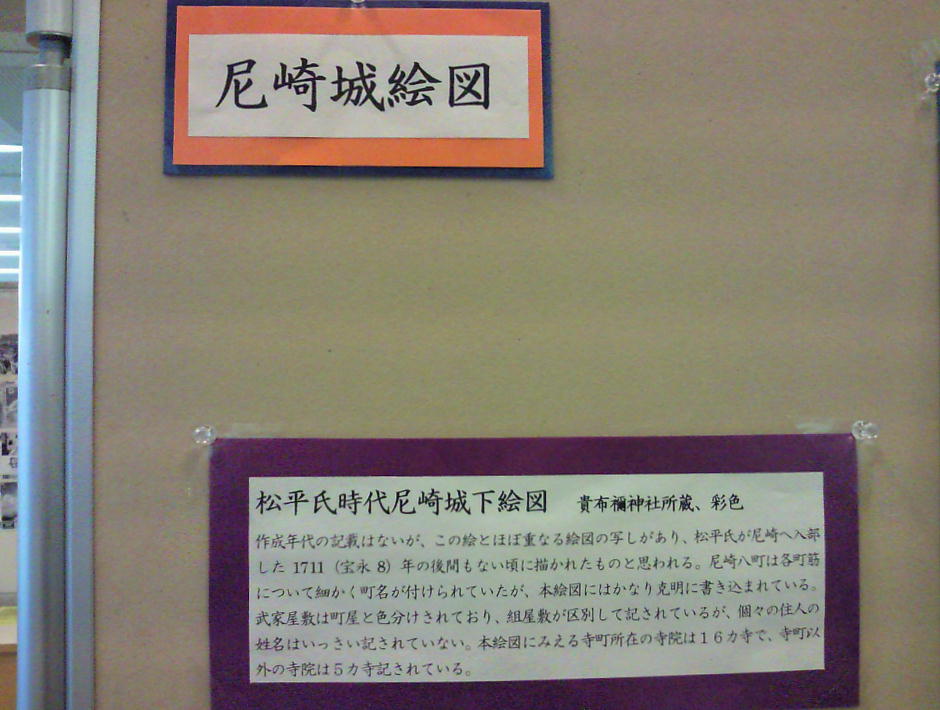 尼崎城絵図
松平氏時代尼崎城下絵図　貴布禰神社所蔵、彩色
作成年代の記載はないが、この絵とほぼ重なる絵図の写しがあり、松平氏が尼崎へ入部
した 1711（宝永 8）年の後間もない頃に描かれたものと思われる。尼崎八町は各町筋
について細かく町名が付けられていたが、本絵図にはかなり克明に書き込まれている。
武家屋敷は町屋と色分けされており、組屋敷が区別して記されているが、個々の住人の
姓名はいっさい記されていない。本絵図にみえる寺町所在の寺院は１６カ寺で、寺町以
外の寺院は５カ寺記されている。